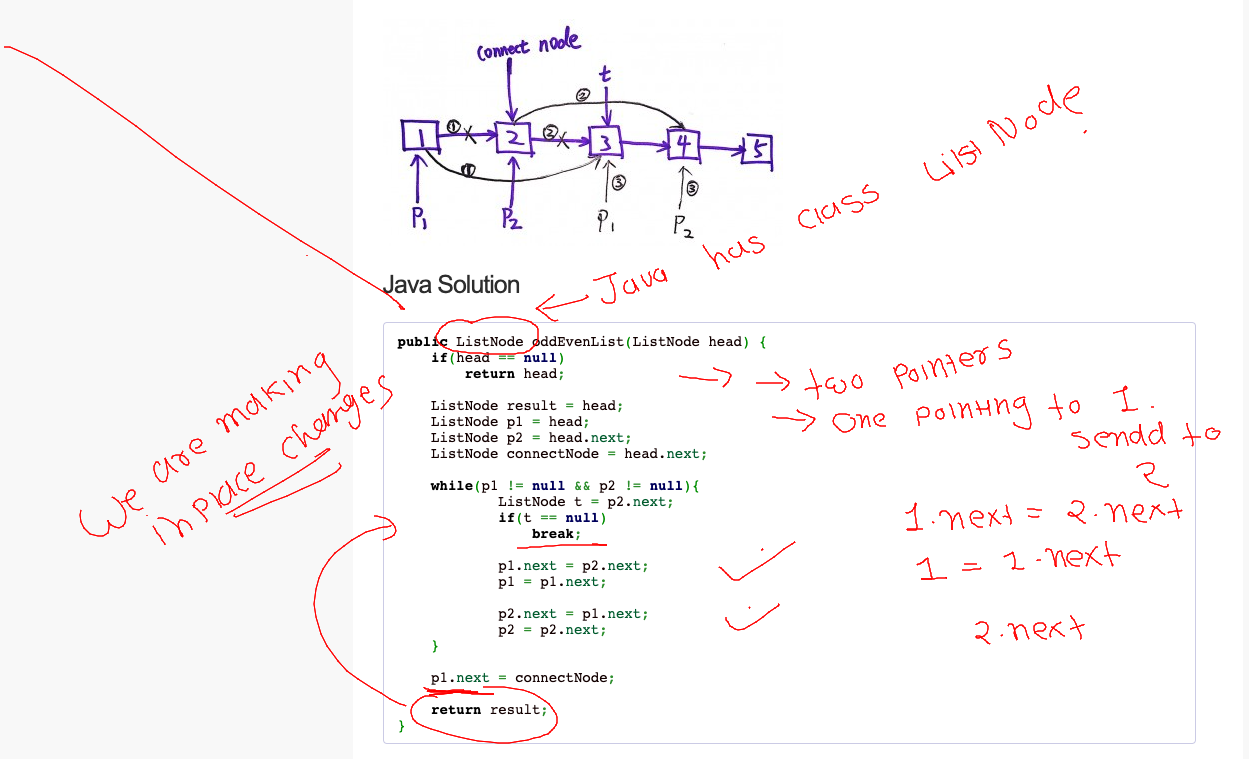 connect node
t
② 
① ②
1 2 3 4 5
① ③ ③
P1 P2 P1 P2
Java has class List Node
Java Solution
public ListNode oddEvenList(ListNode head) {
if(head == null)
return head;
ListNode result = head;
ListNode p1 = head;
ListNode p2 = head.next;
ListNode connectNode = head.next;
while(p1 != null && p2 != null){
ListNode t = p2.next;
if(t == null)
break;
p1.next = p2.next;
p1 = p1.next;
p2.next = p1.next;
p2 = p2.next;
}
p1.next = connectNode;
return result;
}
We are making
inplace changes
→ → two pointers
→ One pointing to 1.
sendd to
2
1.next = 2.next
1 = 1.next
2.next